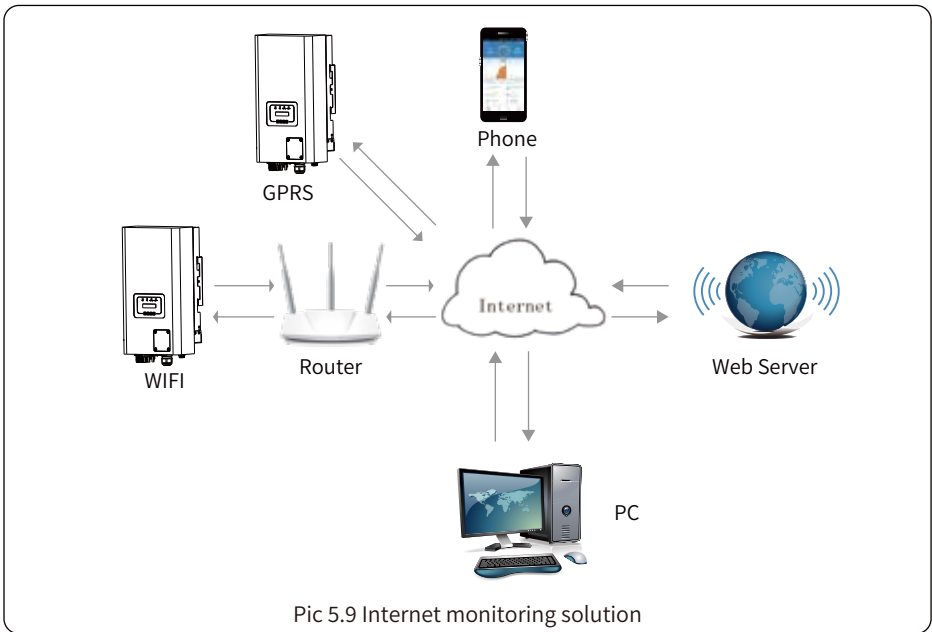 Phone
GPRS
Internet
WIFI
Router
Web Server
PC
Pic 5.9 Internet monitoring solution